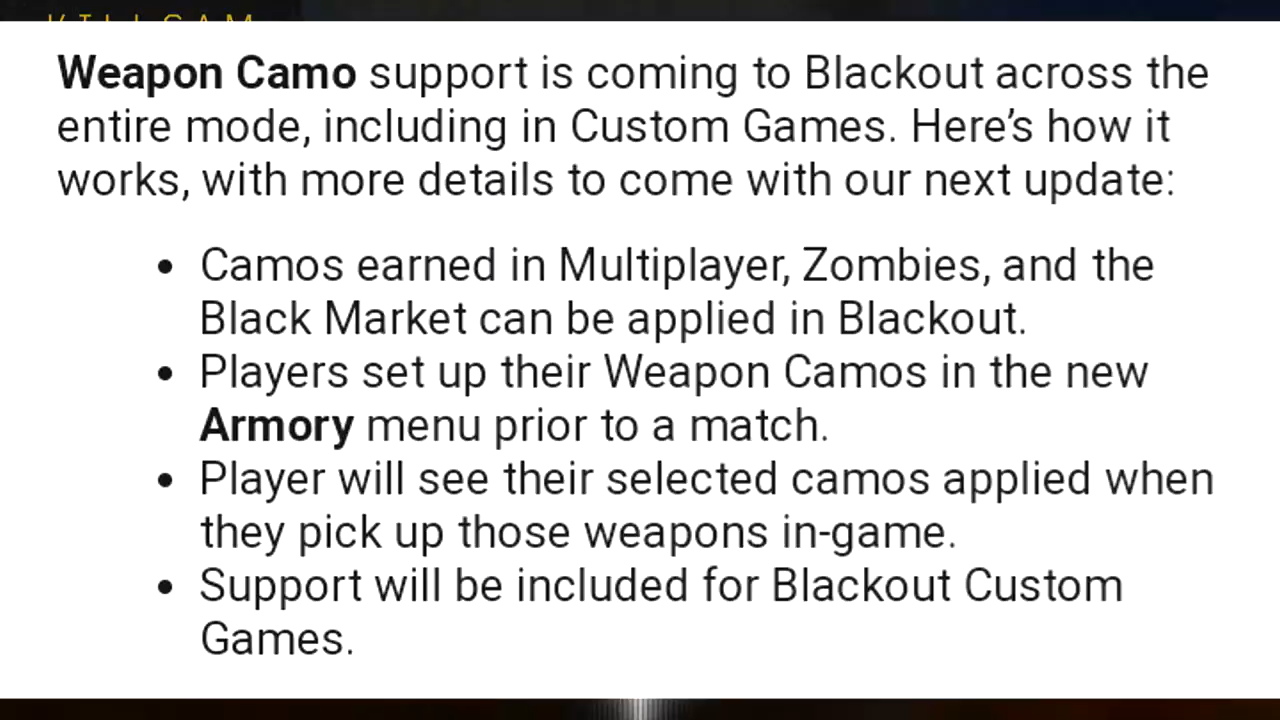 KILLCAM
Weapon Camo support is coming to Blackout across the
entire mode, including in Custom Games. Here’s how it
works, with more details to come with our next update:
• Camos earned in Multiplayer, Zombies, and the
Black Market can be applied in Blackout.
• Players set up their Weapon Camos in the new
Armory menu prior to a match.
• Player will see their selected camos applied when
they pick up those weapons in-game.
• Support will be included for Blackout Custom
Games.